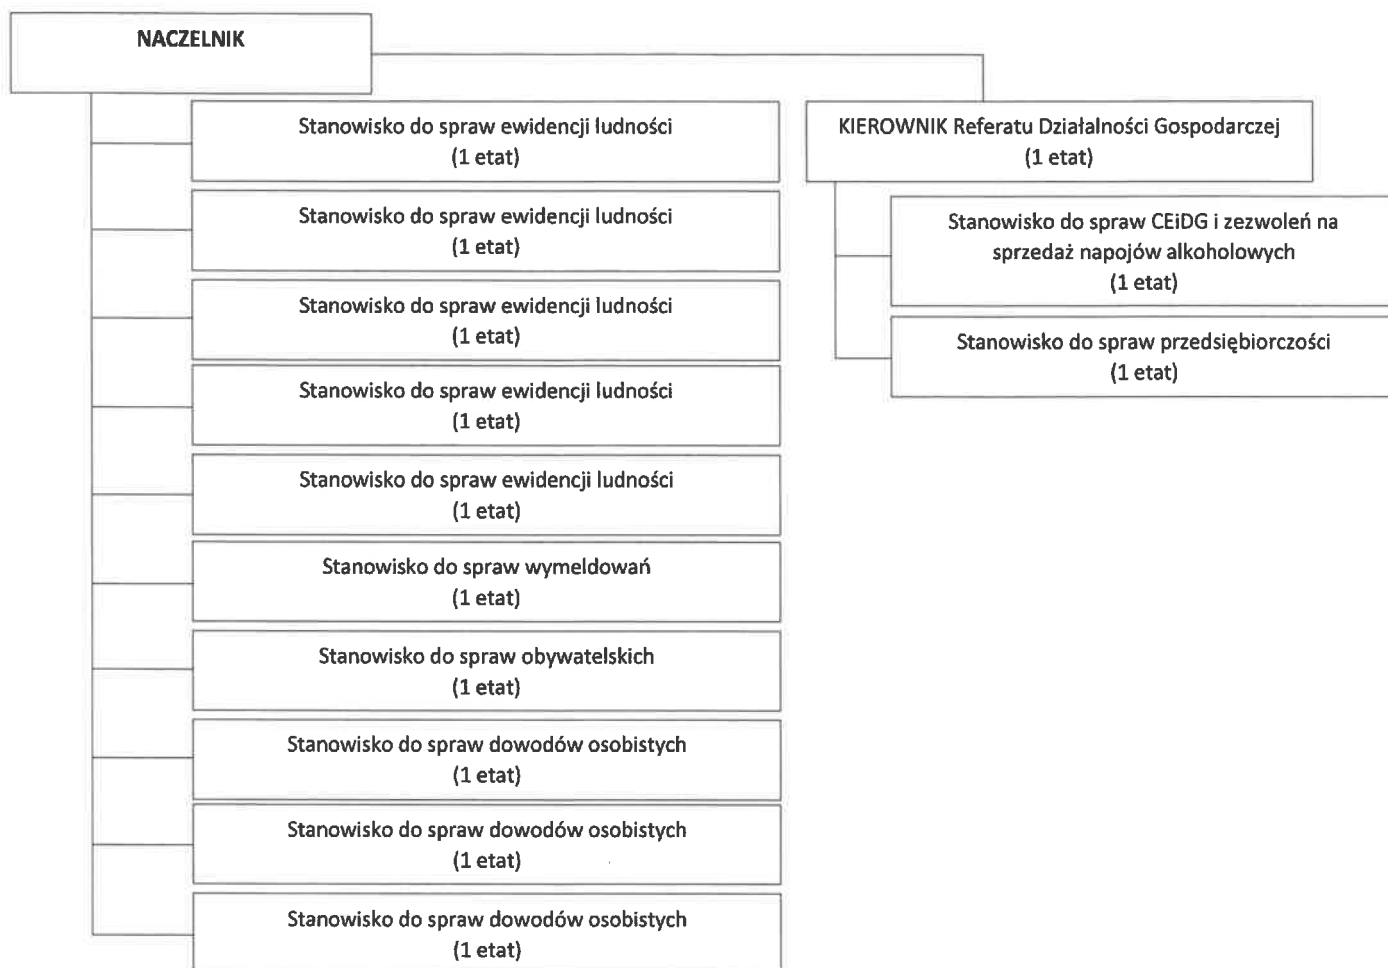 NACZELNIK
Stanowisko do spraw ewidencji ludności
(1 etat)
Stanowisko do spraw ewidencji ludności
(1 etat)
Stanowisko do spraw ewidencji ludności
(1 etat)
Stanowisko do spraw ewidencji ludności
(1 etat)
Stanowisko do spraw ewidencji ludności
(1 etat)
Stanowisko do spraw wymeldowań
(1 etat)
Stanowisko do spraw obywatelskich
(1 etat)
Stanowisko do spraw dowodów osobistych
(1 etat)
Stanowisko do spraw dowodów osobistych
(1 etat)
Stanowisko do spraw dowodów osobistych
(1 etat)
KIEROWNIK Referatu Działalności Gospodarczej
(1 etat)
Stanowisko do spraw CEiDG i zezwoleń na
sprzedaż napojów alkoholowych
(1 etat)
Stanowisko do spraw przedsiębiorczości
(1 etat)